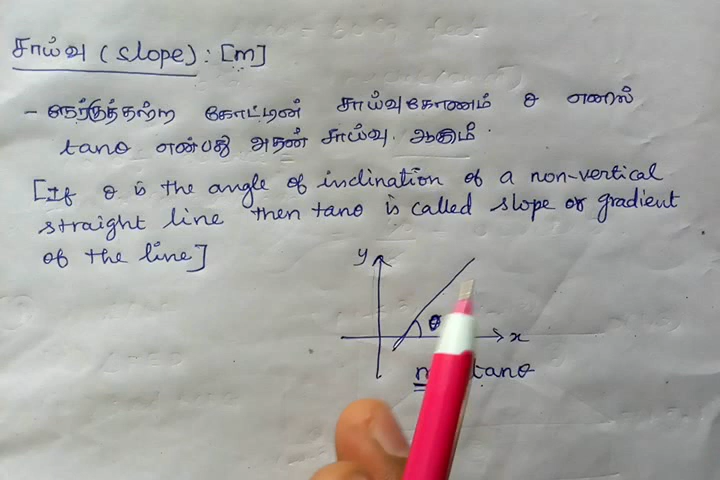 சாய்வு (slope) : [m]
- நேர்குத்தற்ற கோட்டின் சாய்வுகோணம் θ எனில்
tanθ என்பது அதன் சாய்வு ஆகும்.
[If θ is the angle of inclination of a non-vertical
straight line then tanθ is called slope or gradient
of the line]
y
θ
x
m tanθ